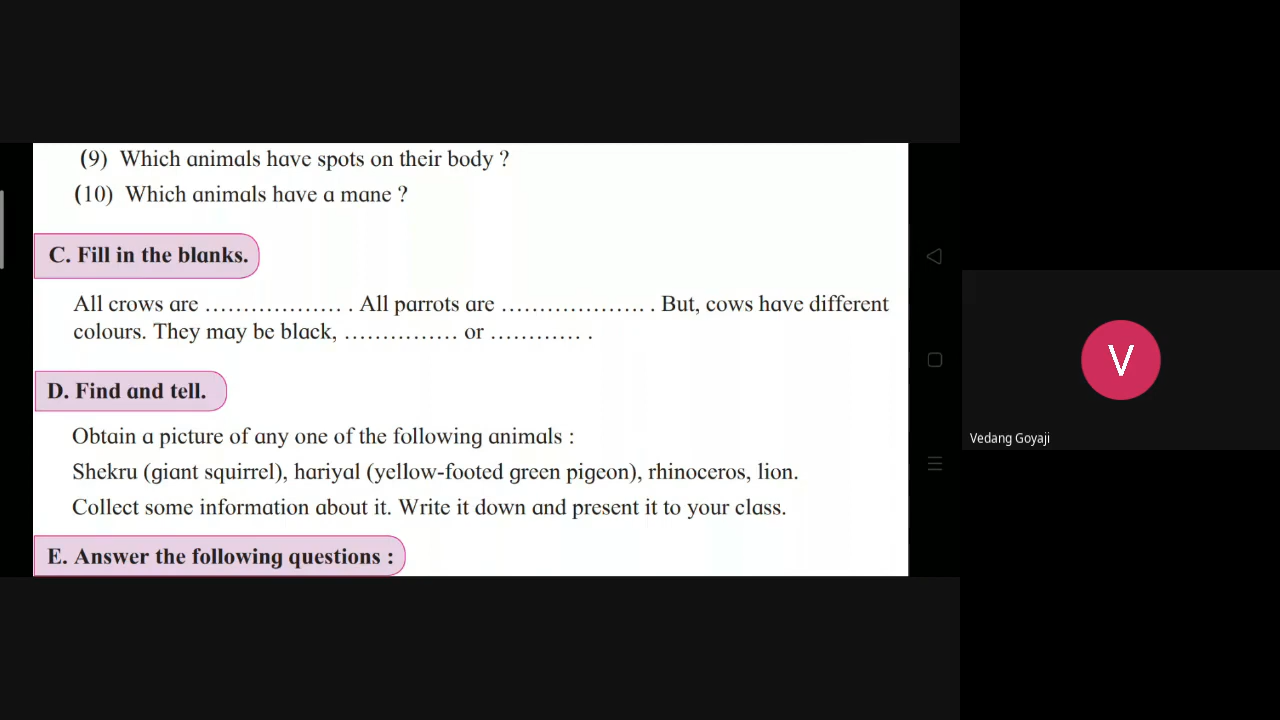 (9) Which animals have spots on their body ?
(10) Which animals have a mane ?
C. Fill in the blanks.
All crows are .................. . All parrots are ................... . But, cows have different
colours. They may be black, ............... or ............ .
D. Find and tell.
Obtain a picture of any one of the following animals :
Shekru (giant squirrel), hariyal (yellow-footed green pigeon), rhinoceros, lion.
Collect some information about it. Write it down and present it to your class.
E. Answer the following questions :
V
Vedang Goyaji